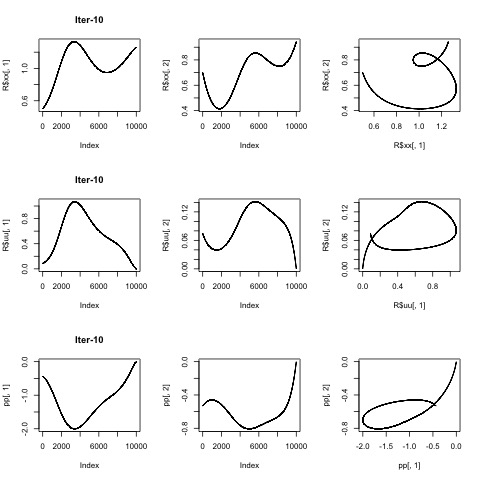 Iter-10
R$xx[, 1]
0.6 1.0
0 2000 6000 10000
Index
R$xx[, 2]
0.4 0.6 0.8
0 2000 6000 10000
Index
R$xx[, 2]
0.4 0.6 0.8
0.6 0.8 1.0 1.2
R$xx[, 1]
Iter-10
R$uu[, 1]
0.0 0.4 0.8
0 2000 6000 10000
Index
R$uu[, 2]
0.00 0.06 0.12
0 2000 6000 10000
Index
R$uu[, 2]
0.00 0.06 0.12
0.0 0.4 0.8
R$uu[, 1]
Iter-10
pp[, 1]
-2.0 -1.0 0.0
0 2000 6000 10000
Index
pp[, 2]
-0.8 -0.4 0.0
0 2000 6000 10000
Index
pp[, 2]
-0.8 -0.4 0.0
-2.0 -1.5 -1.0 -0.5 0.0
pp[, 1]